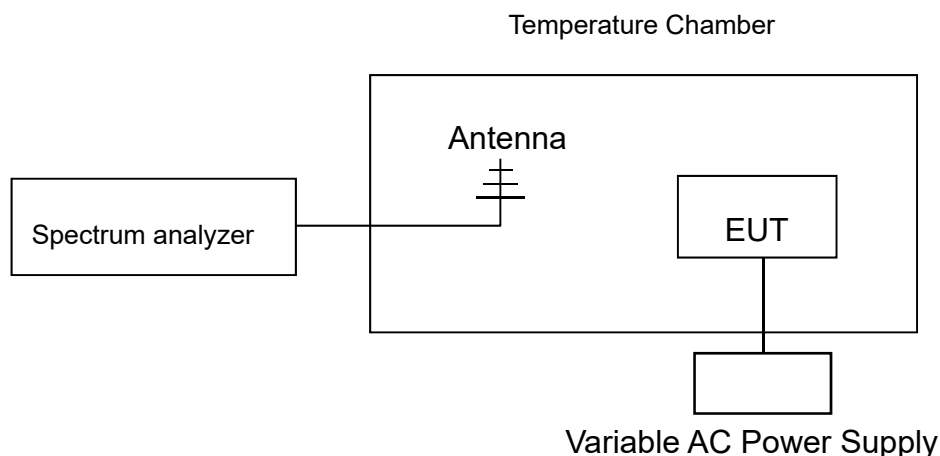 Temperature Chamber
Antenna
Spectrum analyzer
EUT
Variable AC Power Supply